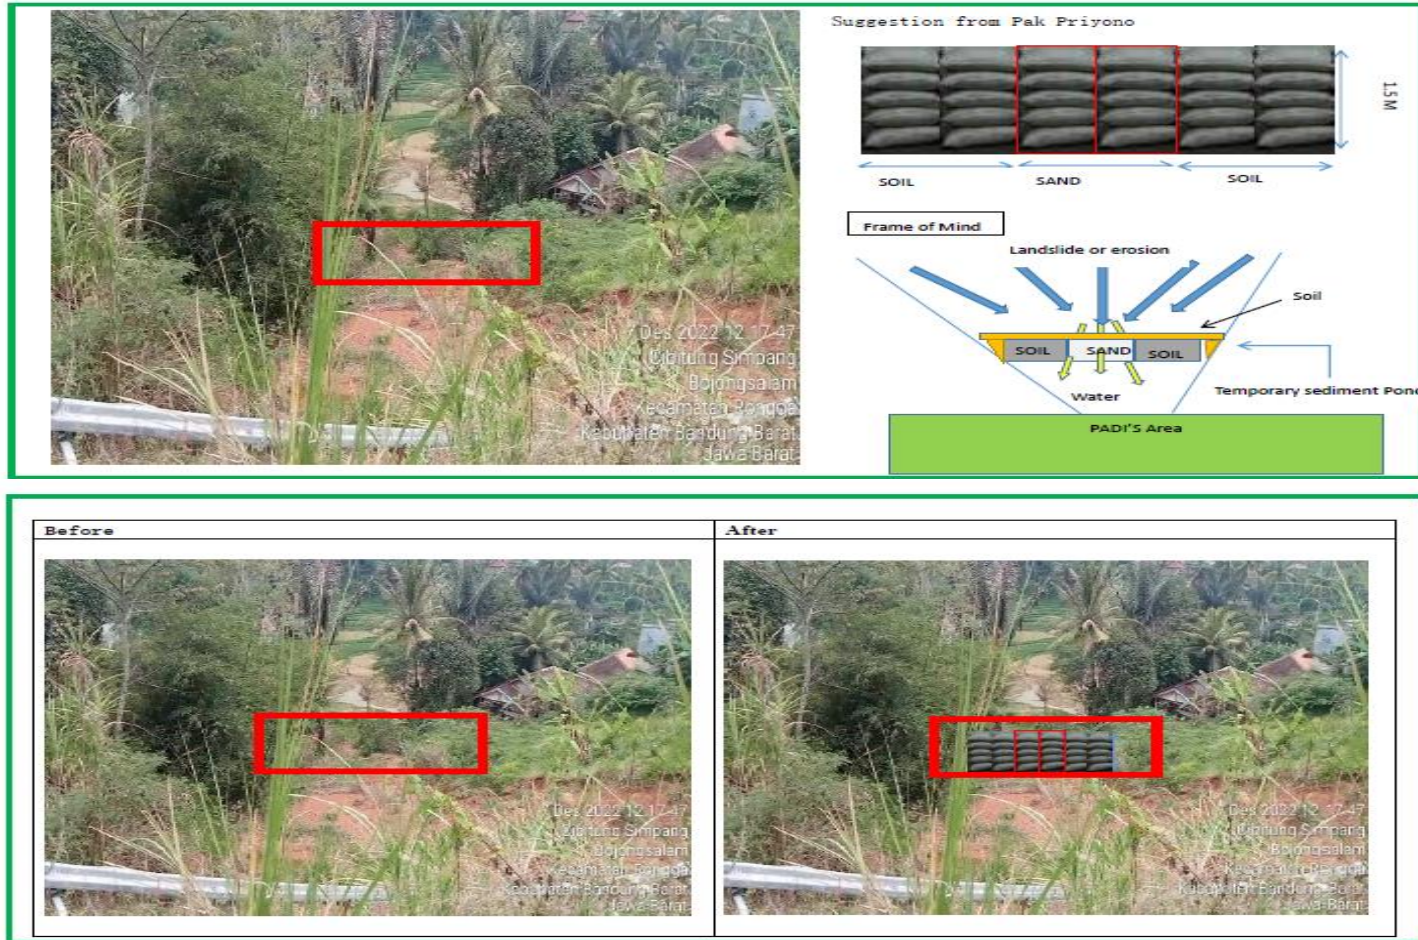 Suggestion from Pak Priyono
1.5 M
SOIL
SAND
SOIL
Frame of Mind
Landslide or erosion
Soil
SOIL
SAND
SOIL
Water
Temporary sediment Pond
PADI'S Area
Des 2022 12.17.47
Cibitung Simpang
Bojongsalam
Kecamatan Rongga
Kabupaten Bandung Barat
Jawa Barat
Before
After
Des 2022 12.17.47
Cibitung Simpang
Bojongsalam
Kecamatan Rongga
Kabupaten Bandung Barat
Jawa Barat
Des 2022 12.17.47
Cibitung Simpang
Bojongsalam
Kecamatan Rongga
Kabupaten Bandung Barat
Jawa Barat